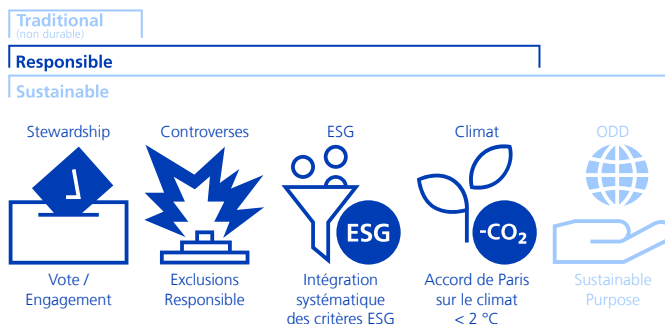 Traditional
(non durable)
Responsible
Sustainable
Stewardship
Controverses
ESG
Climat
ODD
ESG
-CO₂
Vote /
Engagement
Exclusions
Responsible
Intégration
systématique
des critères ESG
Accord de Paris
sur le climat
< 2 °C
Sustainable
Purpose